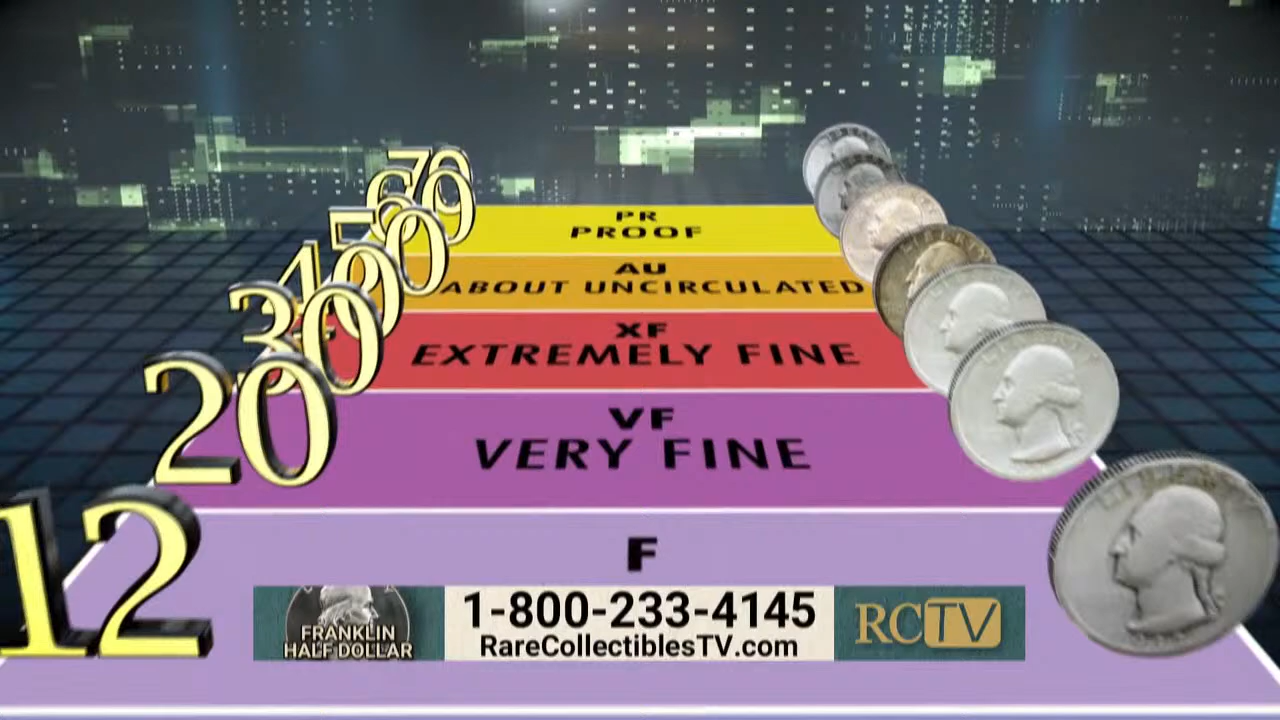 70
60
50
40
30
20
12
PR
PROOF
AU
ABOUT UNCIRCULATED
XF
EXTREMELY FINE
VF
VERY FINE
F
FRANKLIN
HALF DOLLAR
1-800-233-4145
RareCollectiblesTV.com
RCTV